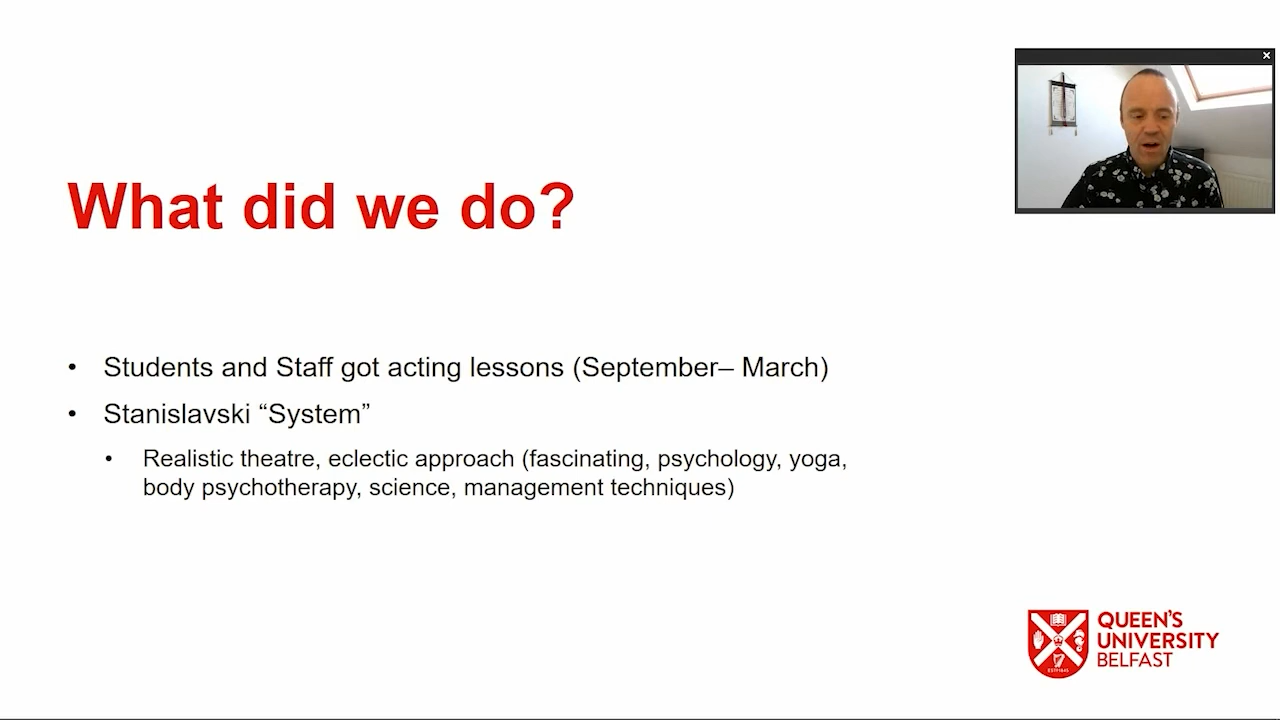 What did we do?
• Students and Staff got acting lessons (September– March)
• Stanislavski “System”
• Realistic theatre, eclectic approach (fascinating, psychology, yoga,
body psychotherapy, science, management techniques)
QUEEN'S
UNIVERSITY
BELFAST